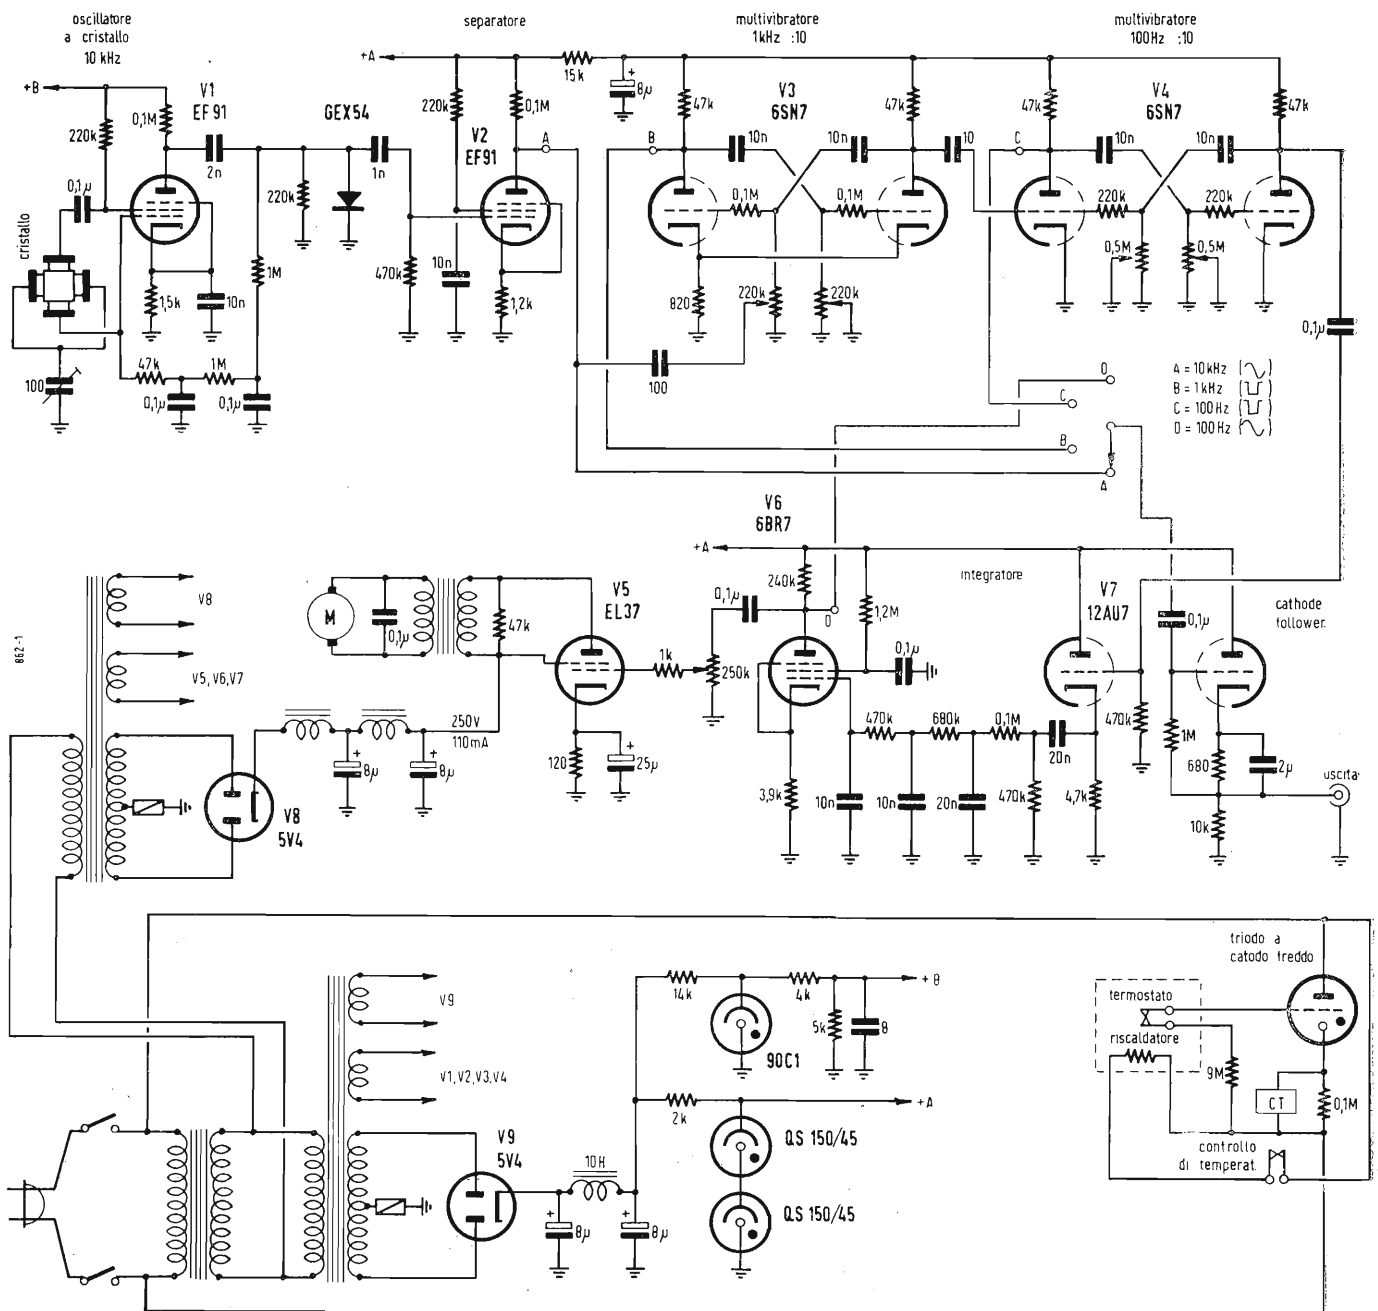 oscillatore
a cristallo
10 kHz
separatore
multivibratore
1kHz :10
multivibratore
100Hz :10
+A
15k
+
8µ
+B
V1
EF 91
220k
0,1M
GEX54
220k
0,1M
V2
EF91
A
47k
V3
6SN7
47k
B
10n
10n
10
C
47k
V4
6SN7
47k
10n
10n
2n
1n
0,1µ
220k
cristallo
1M
470k
10n
0,1M
0,1M
220k
220k
0,5M
0,5M
1,5k
10n
1,2k
820
220k
220k
0,1µ
47k
1M
100
0,1µ
0,1µ
100
D
C
B
A
A = 10kHz
B = 1kHz
C = 100Hz
D = 100Hz
V6
6BR7
+A
integratore
862-1
V8
V5,V6,V7
M
0,1µ
47k
V5
EL37
1k
250k
0,1µ
240k
D
1,2M
0,1µ
V7
12AU7
0,1µ
cathode
follower.
250V
110mA
+
8µ
+
8µ
120
+
25µ
470k
680k
0,1M
20n
470k
1M
680
2µ
uscita
3,9k
10n
10n
20n
470k
4,7k
10k
V8
5V4
triodo a
catodo freddo
termostato
riscaldatore
9M
CT
0,1M
controllo
di temperat.
V9
V1,V2,V3,V4
14k
4k
+B
5k
8
90C1
2k
+A
QS 150/45
QS 150/45
V9
5V4
10H
+
8µ
+
8µ